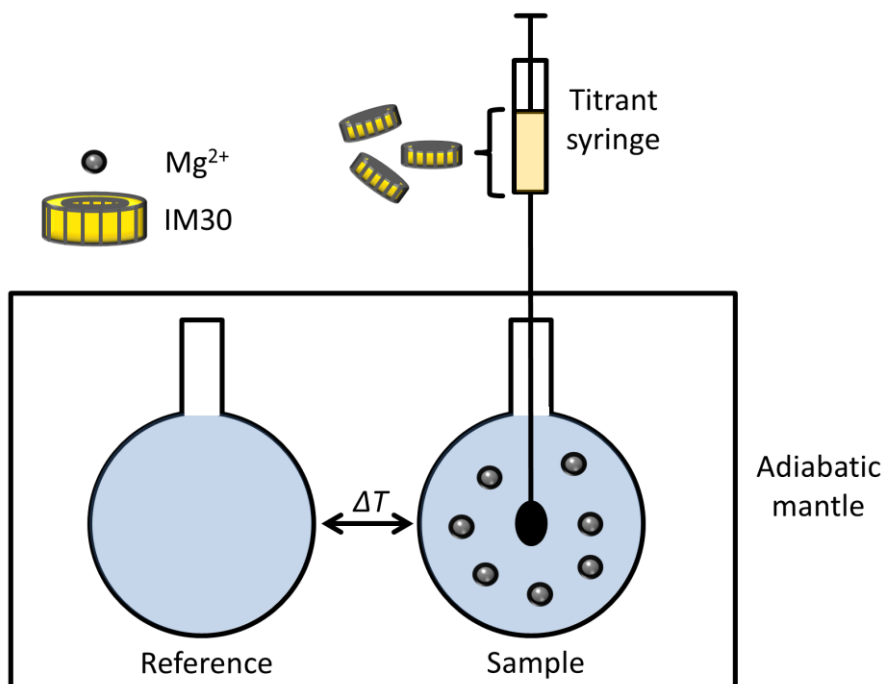 Titrant
syringe
Mg²⁺
IM30
ΔT
Adiabatic
mantle
Reference
Sample